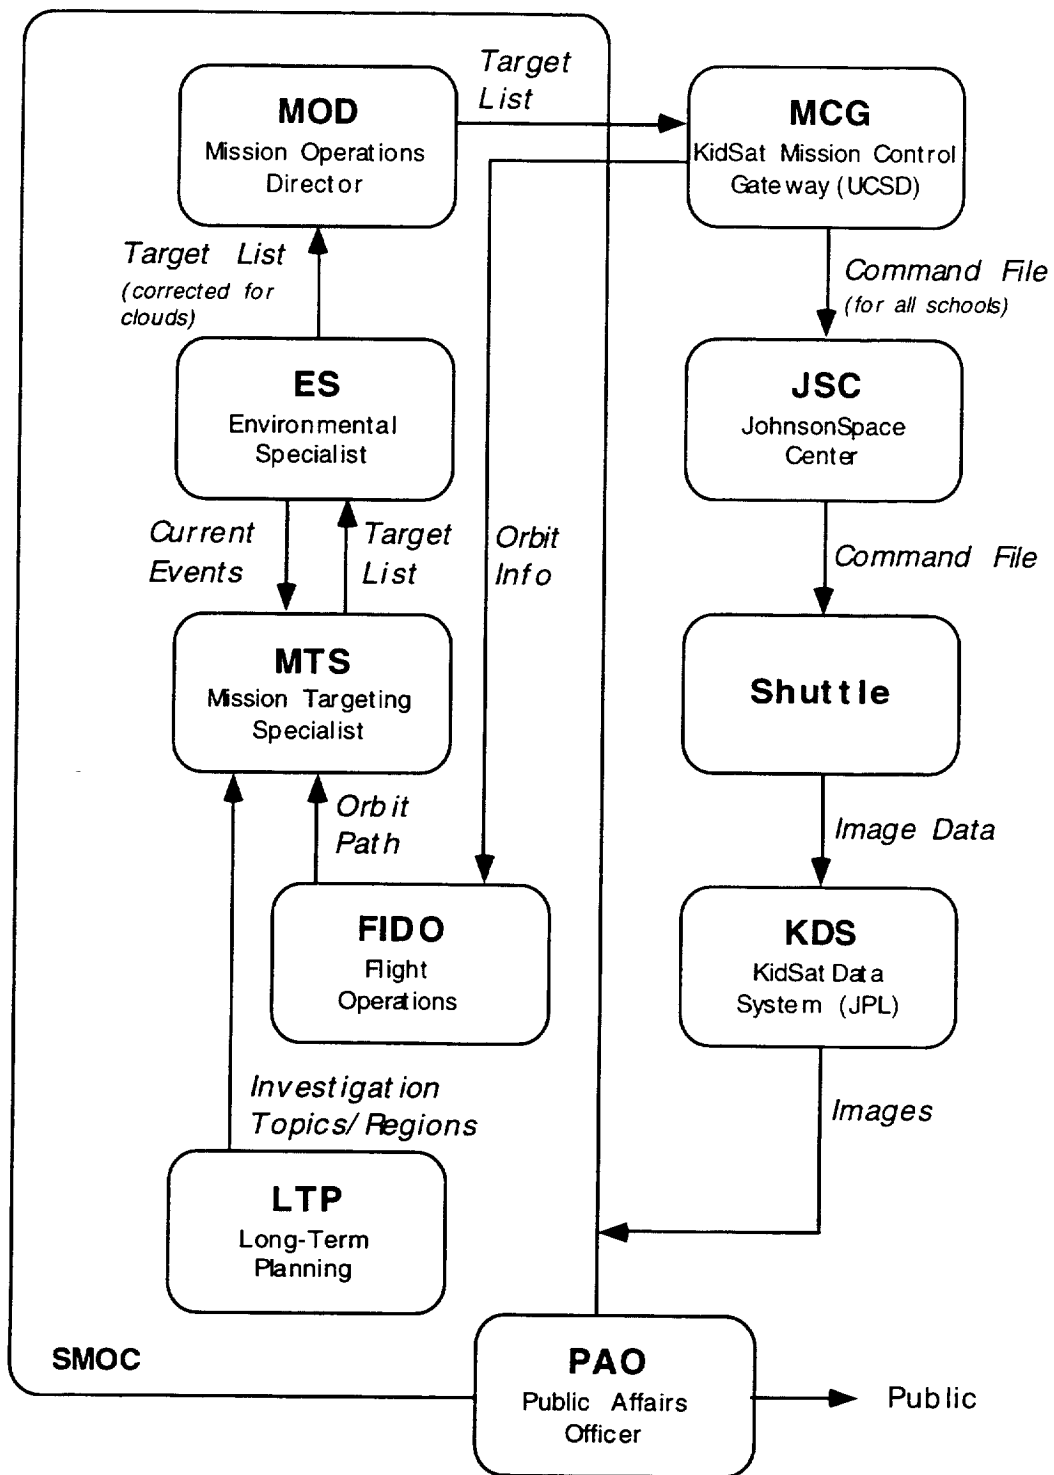 Target
List
MOD
Mission Operations
Director
MCG
KidSat Mission Control
Gateway (UCSD)
Target List
(corrected for
clouds)
Command File
(for all schools)
ES
Environmental
Specialist
JSC
JohnsonSpace
Center
Current
Events
Target
List
Orbit
Info
Command File
MTS
Mission Targeting
Specialist
Shuttle
Orbit
Path
Image Data
FIDO
Flight
Operations
KDS
KidSat Data
System (JPL)
Investigation
Topics/Regions
Images
LTP
Long-Term
Planning
SMOC
PAO
Public Affairs
Officer
Public